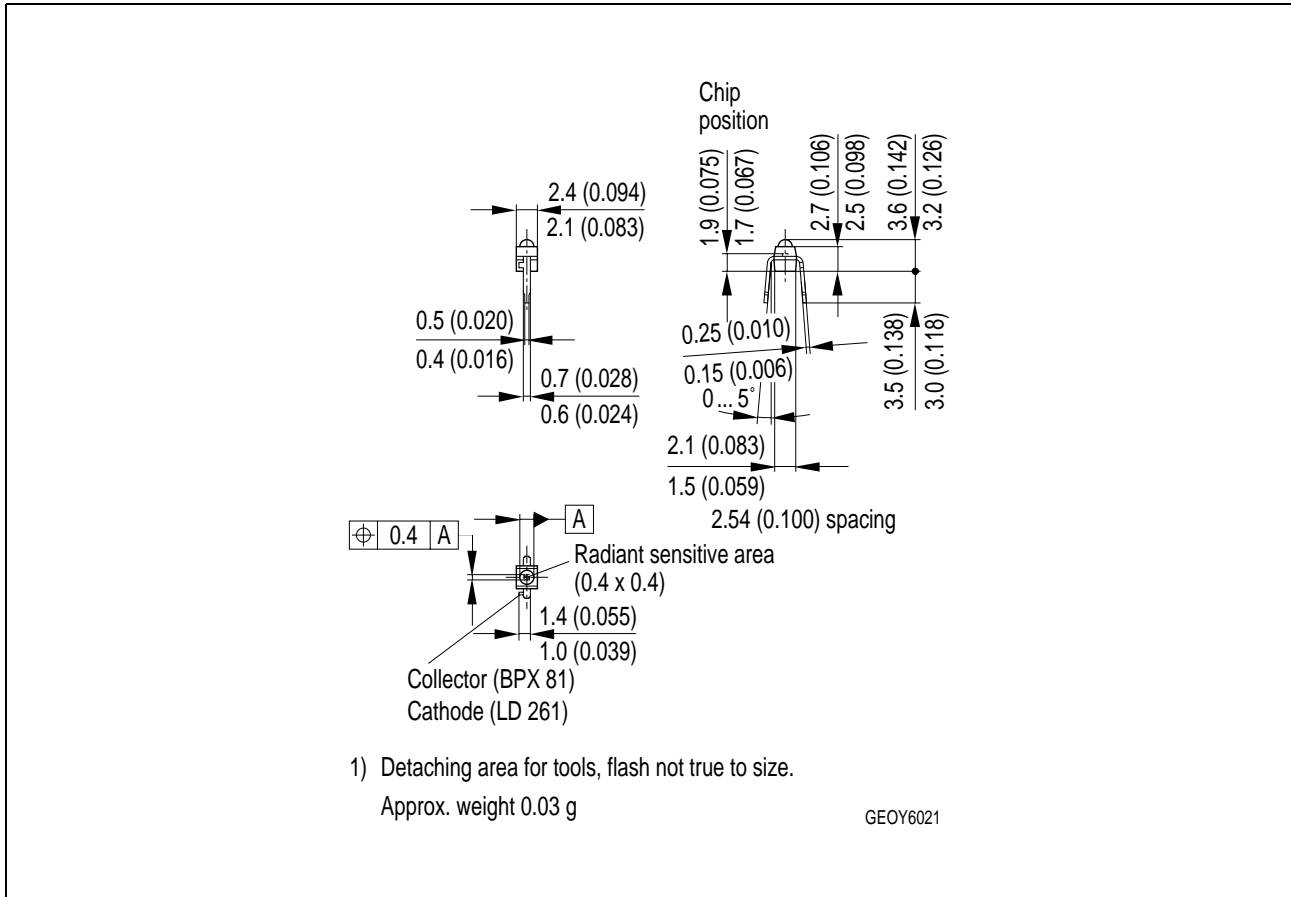 Chip
position
2.4 (0.094)
2.1 (0.083)
1.9 (0.075)
1.7 (0.067)
2.7 (0.106)
2.5 (0.098)
3.6 (0.142)
3.2 (0.126)
0.5 (0.020)
0.4 (0.016)
0.7 (0.028)
0.6 (0.024)
0.25 (0.010)
0.15 (0.006)
0 ... 5°
3.5 (0.138)
3.0 (0.118)
2.1 (0.083)
1.5 (0.059)
2.54 (0.100) spacing
⌖ 0.4 A
A
Radiant sensitive area
(0.4 x 0.4)
1.4 (0.055)
1.0 (0.039)
Collector (BPX 81)
Cathode (LD 261)
1) Detaching area for tools, flash not true to size.
Approx. weight 0.03 g
GEOY6021